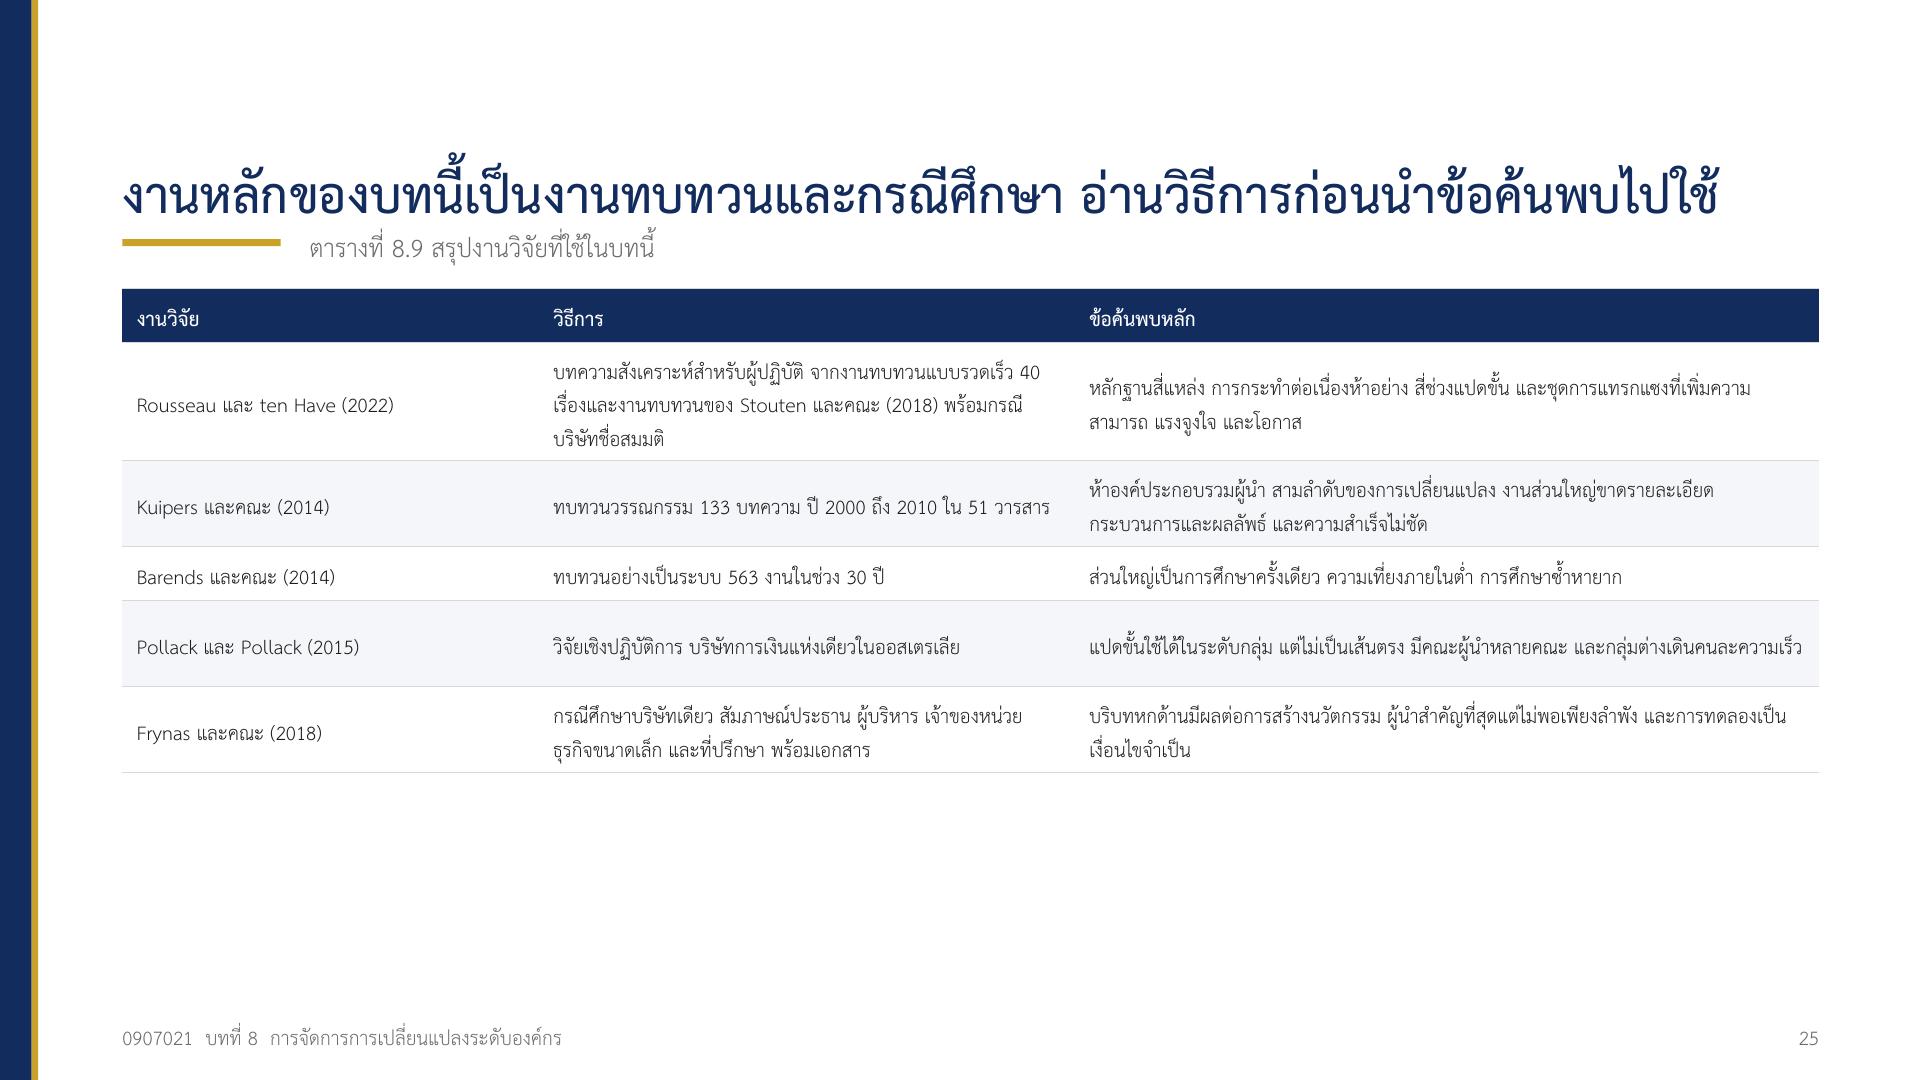 งานหลักของบทนี้เป็นงานทบทวนและกรณีศึกษา อ่านวิธีการก่อนนำข้อค้นพบไปใช้
ตารางที่ 8.9 สรุปงานวิจัยที่ใช้ในบทนี้
งานวิจัย
วิธีการ
ข้อค้นพบหลัก
Rousseau และ ten Have (2022)
บทความสังเคราะห์สำหรับผู้ปฏิบัติ จากงานทบทวนแบบรวดเร็ว 40
เรื่องและงานทบทวนของ Stouten และคณะ (2018) พร้อมกรณี
บริษัทชื่อสมมติ
หลักฐานสี่แหล่ง การกระทำต่อเนื่องห้าอย่าง สี่ช่วงแปดขั้น และชุดการแทรกแซงที่เพิ่มความ
สามารถ แรงจูงใจ และโอกาส
Kuipers และคณะ (2014)
ทบทวนวรรณกรรม 133 บทความ ปี 2000 ถึง 2010 ใน 51 วารสาร
ห้าองค์ประกอบรวมผู้นำ สามลำดับของการเปลี่ยนแปลง งานส่วนใหญ่ขาดรายละเอียด
กระบวนการและผลลัพธ์ และความสำเร็จไม่ชัด
Barends และคณะ (2014)
ทบทวนอย่างเป็นระบบ 563 งานในช่วง 30 ปี
ส่วนใหญ่เป็นการศึกษาครั้งเดียว ความเที่ยงภายในต่ำ การศึกษาซ้ำหายาก
Pollack และ Pollack (2015)
วิจัยเชิงปฏิบัติการ บริษัทการเงินแห่งเดียวในออสเตรเลีย
แปดขั้นใช้ได้ในระดับกลุ่ม แต่ไม่เป็นเส้นตรง มีคณะผู้นำหลายคณะ และกลุ่มต่างเดินคนละความเร็ว
Frynas และคณะ (2018)
กรณีศึกษาบริษัทเดียว สัมภาษณ์ประธาน ผู้บริหาร เจ้าของหน่วย
ธุรกิจขนาดเล็ก และที่ปรึกษา พร้อมเอกสาร
บริบทหกด้านมีผลต่อการสร้างนวัตกรรม ผู้นำสำคัญที่สุดแต่ไม่พอเพียงลำพัง และการทดลองเป็น
เงื่อนไขจำเป็น
0907021 บทที่ 8 การจัดการการเปลี่ยนแปลงระดับองค์กร
25